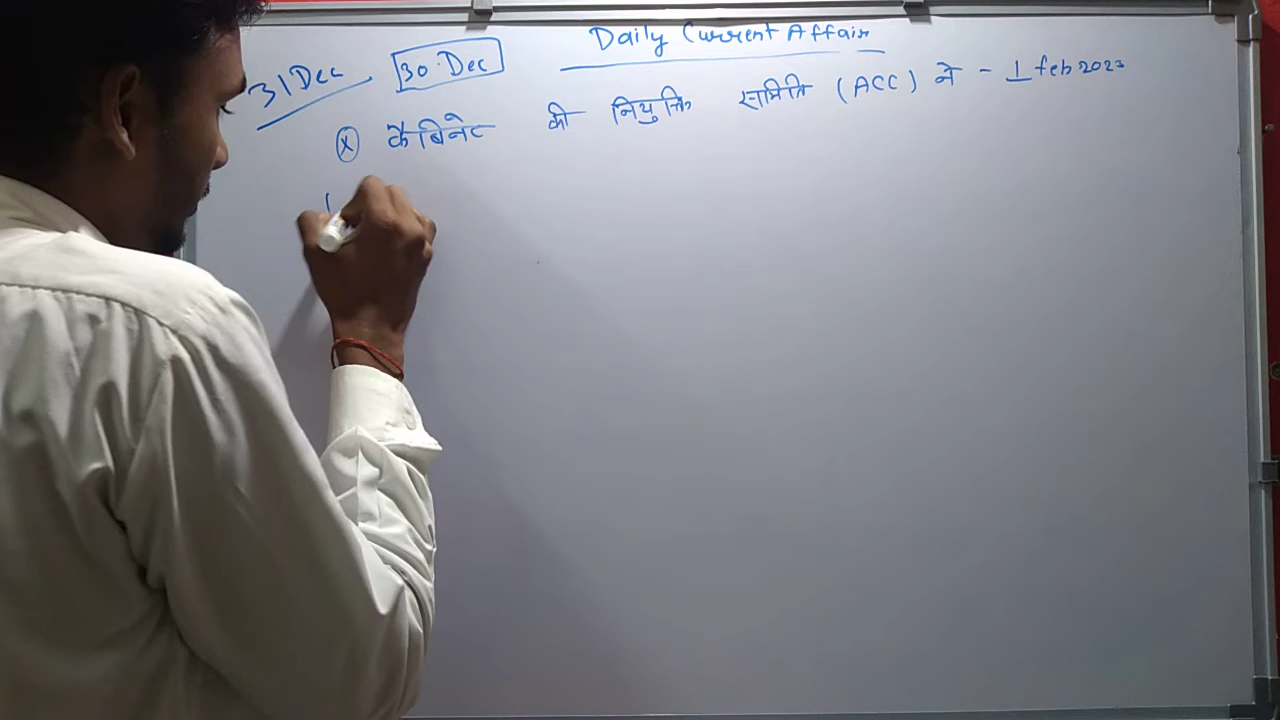 Daily Current Affair
31 Dec 30 Dec
(x) कैबिनेट की नियुक्ति समिति (ACC) ने - 1 feb 2023